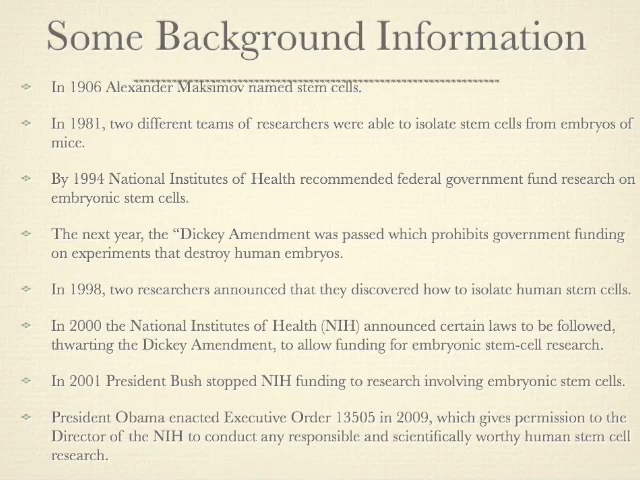 Some Background Information
In 1906 Alexander Maksimov named stem cells.
In 1981, two different teams of researchers were able to isolate stem cells from embryos of
mice.
By 1994 National Institutes of Health recommended federal government fund research on
embryonic stem cells.
The next year, the “Dickey Amendment was passed which prohibits government funding
on experiments that destroy human embryos.
In 1998, two researchers announced that they discovered how to isolate human stem cells.
In 2000 the National Institutes of Health (NIH) announced certain laws to be followed,
thwarting the Dickey Amendment, to allow funding for embryonic stem-cell research.
In 2001 President Bush stopped NIH funding to research involving embryonic stem cells.
President Obama enacted Executive Order 13505 in 2009, which gives permission to the
Director of the NIH to conduct any responsible and scientifically worthy human stem cell
research.